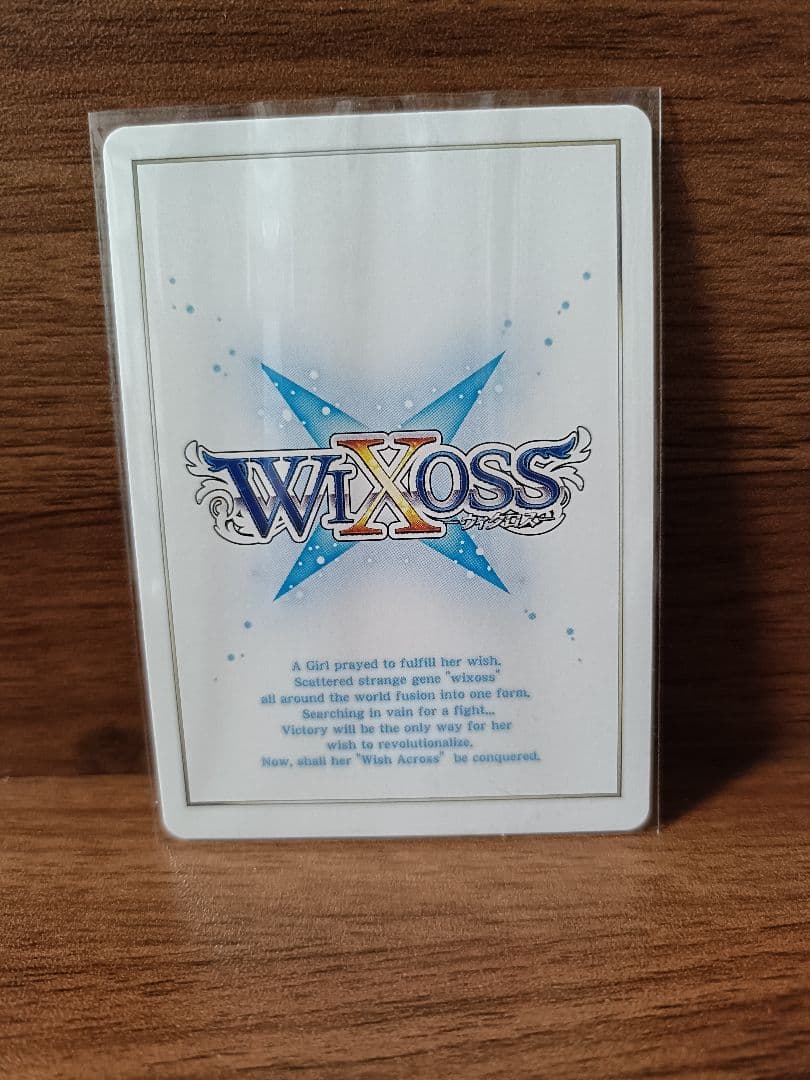 WIXOSS
ーウィクロスー
A Girl prayed to fulfill her wish.
Scattered strange gene "wixoss"
all around the world fusion into one form.
Searching in vain for a fight...
Victory will be the only way for her
wish to revolutionalize.
Now, shall her "Wish Across" be conquered.